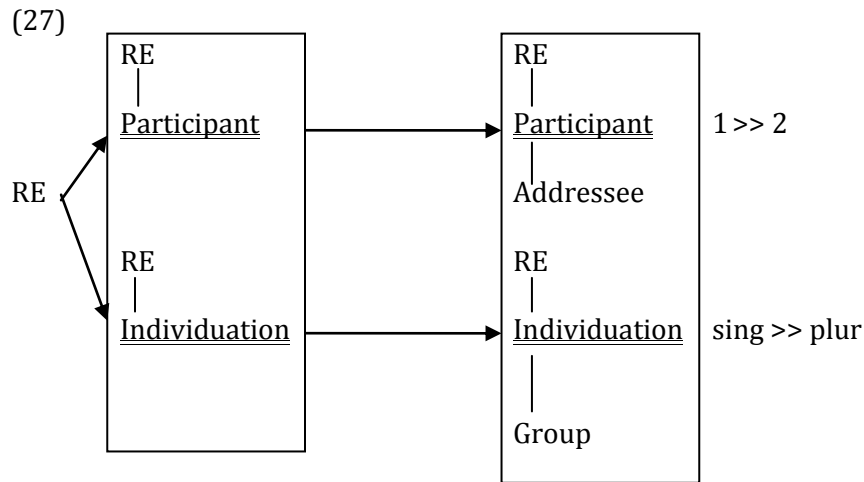 (27)
RE RE
Participant Participant 1 >> 2
RE Addressee
RE RE
Individuation Individuation sing >> plur
Group